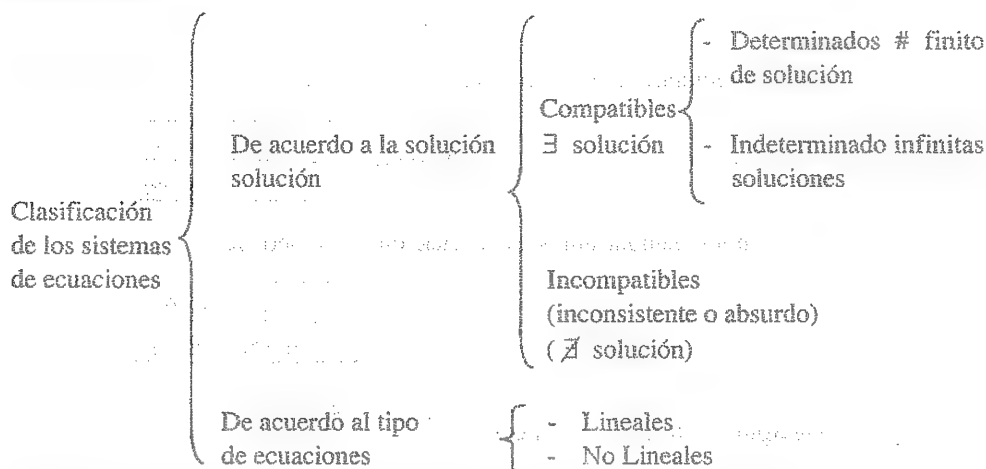 Clasificación
de los sistemas
de ecuaciones
De acuerdo a la solución
solución
Compatibles
∃ solución
- Determinados # finito
de solución
- Indeterminado infinitas
soluciones
Incompatibles
(inconsistente o absurdo)
( ∄ solución)
De acuerdo al tipo
de ecuaciones
- Lineales
- No Lineales